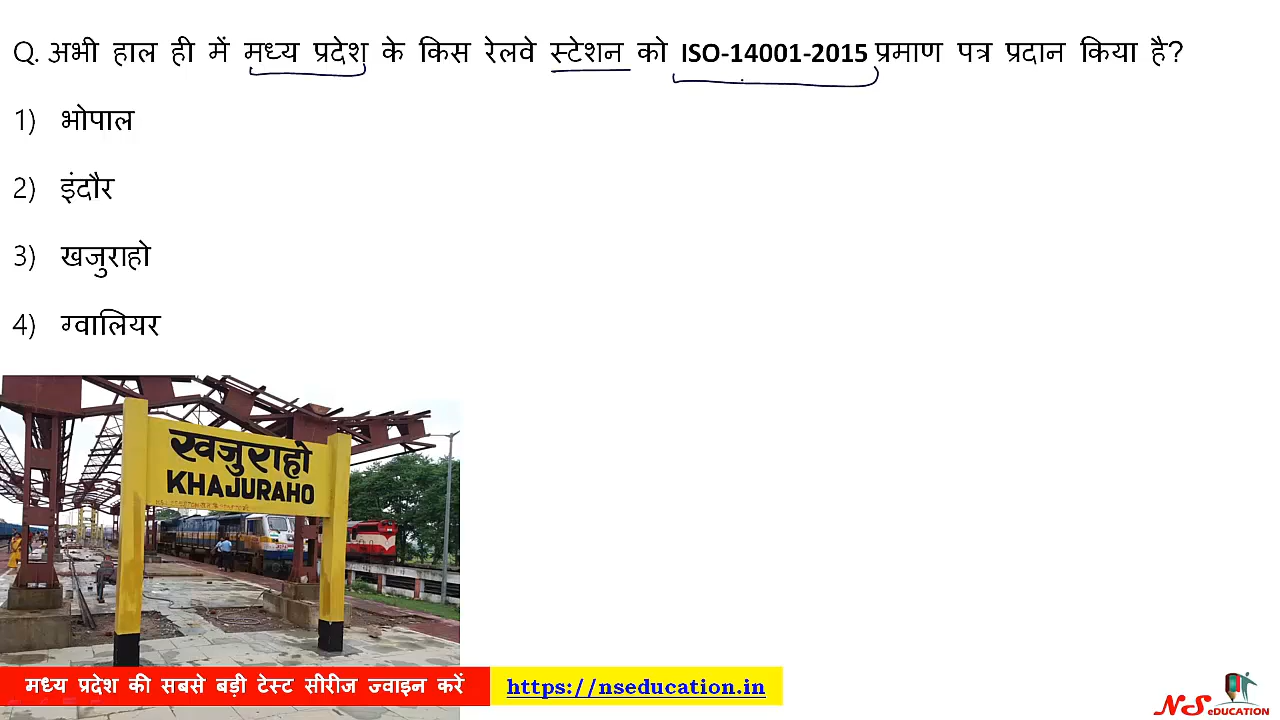 Q. अभी हाल ही में मध्य प्रदेश के किस रेलवे स्टेशन को ISO-14001-2015 प्रमाण पत्र प्रदान किया है?
1) भोपाल
2) इंदौर
3) खजुराहो
4) ग्वालियर
खजुराहो
KHAJURAHO
मध्य प्रदेश की सबसे बड़ी टेस्ट सीरीज ज्वाइन करें
https://nseducation.in
NS eDUCATION